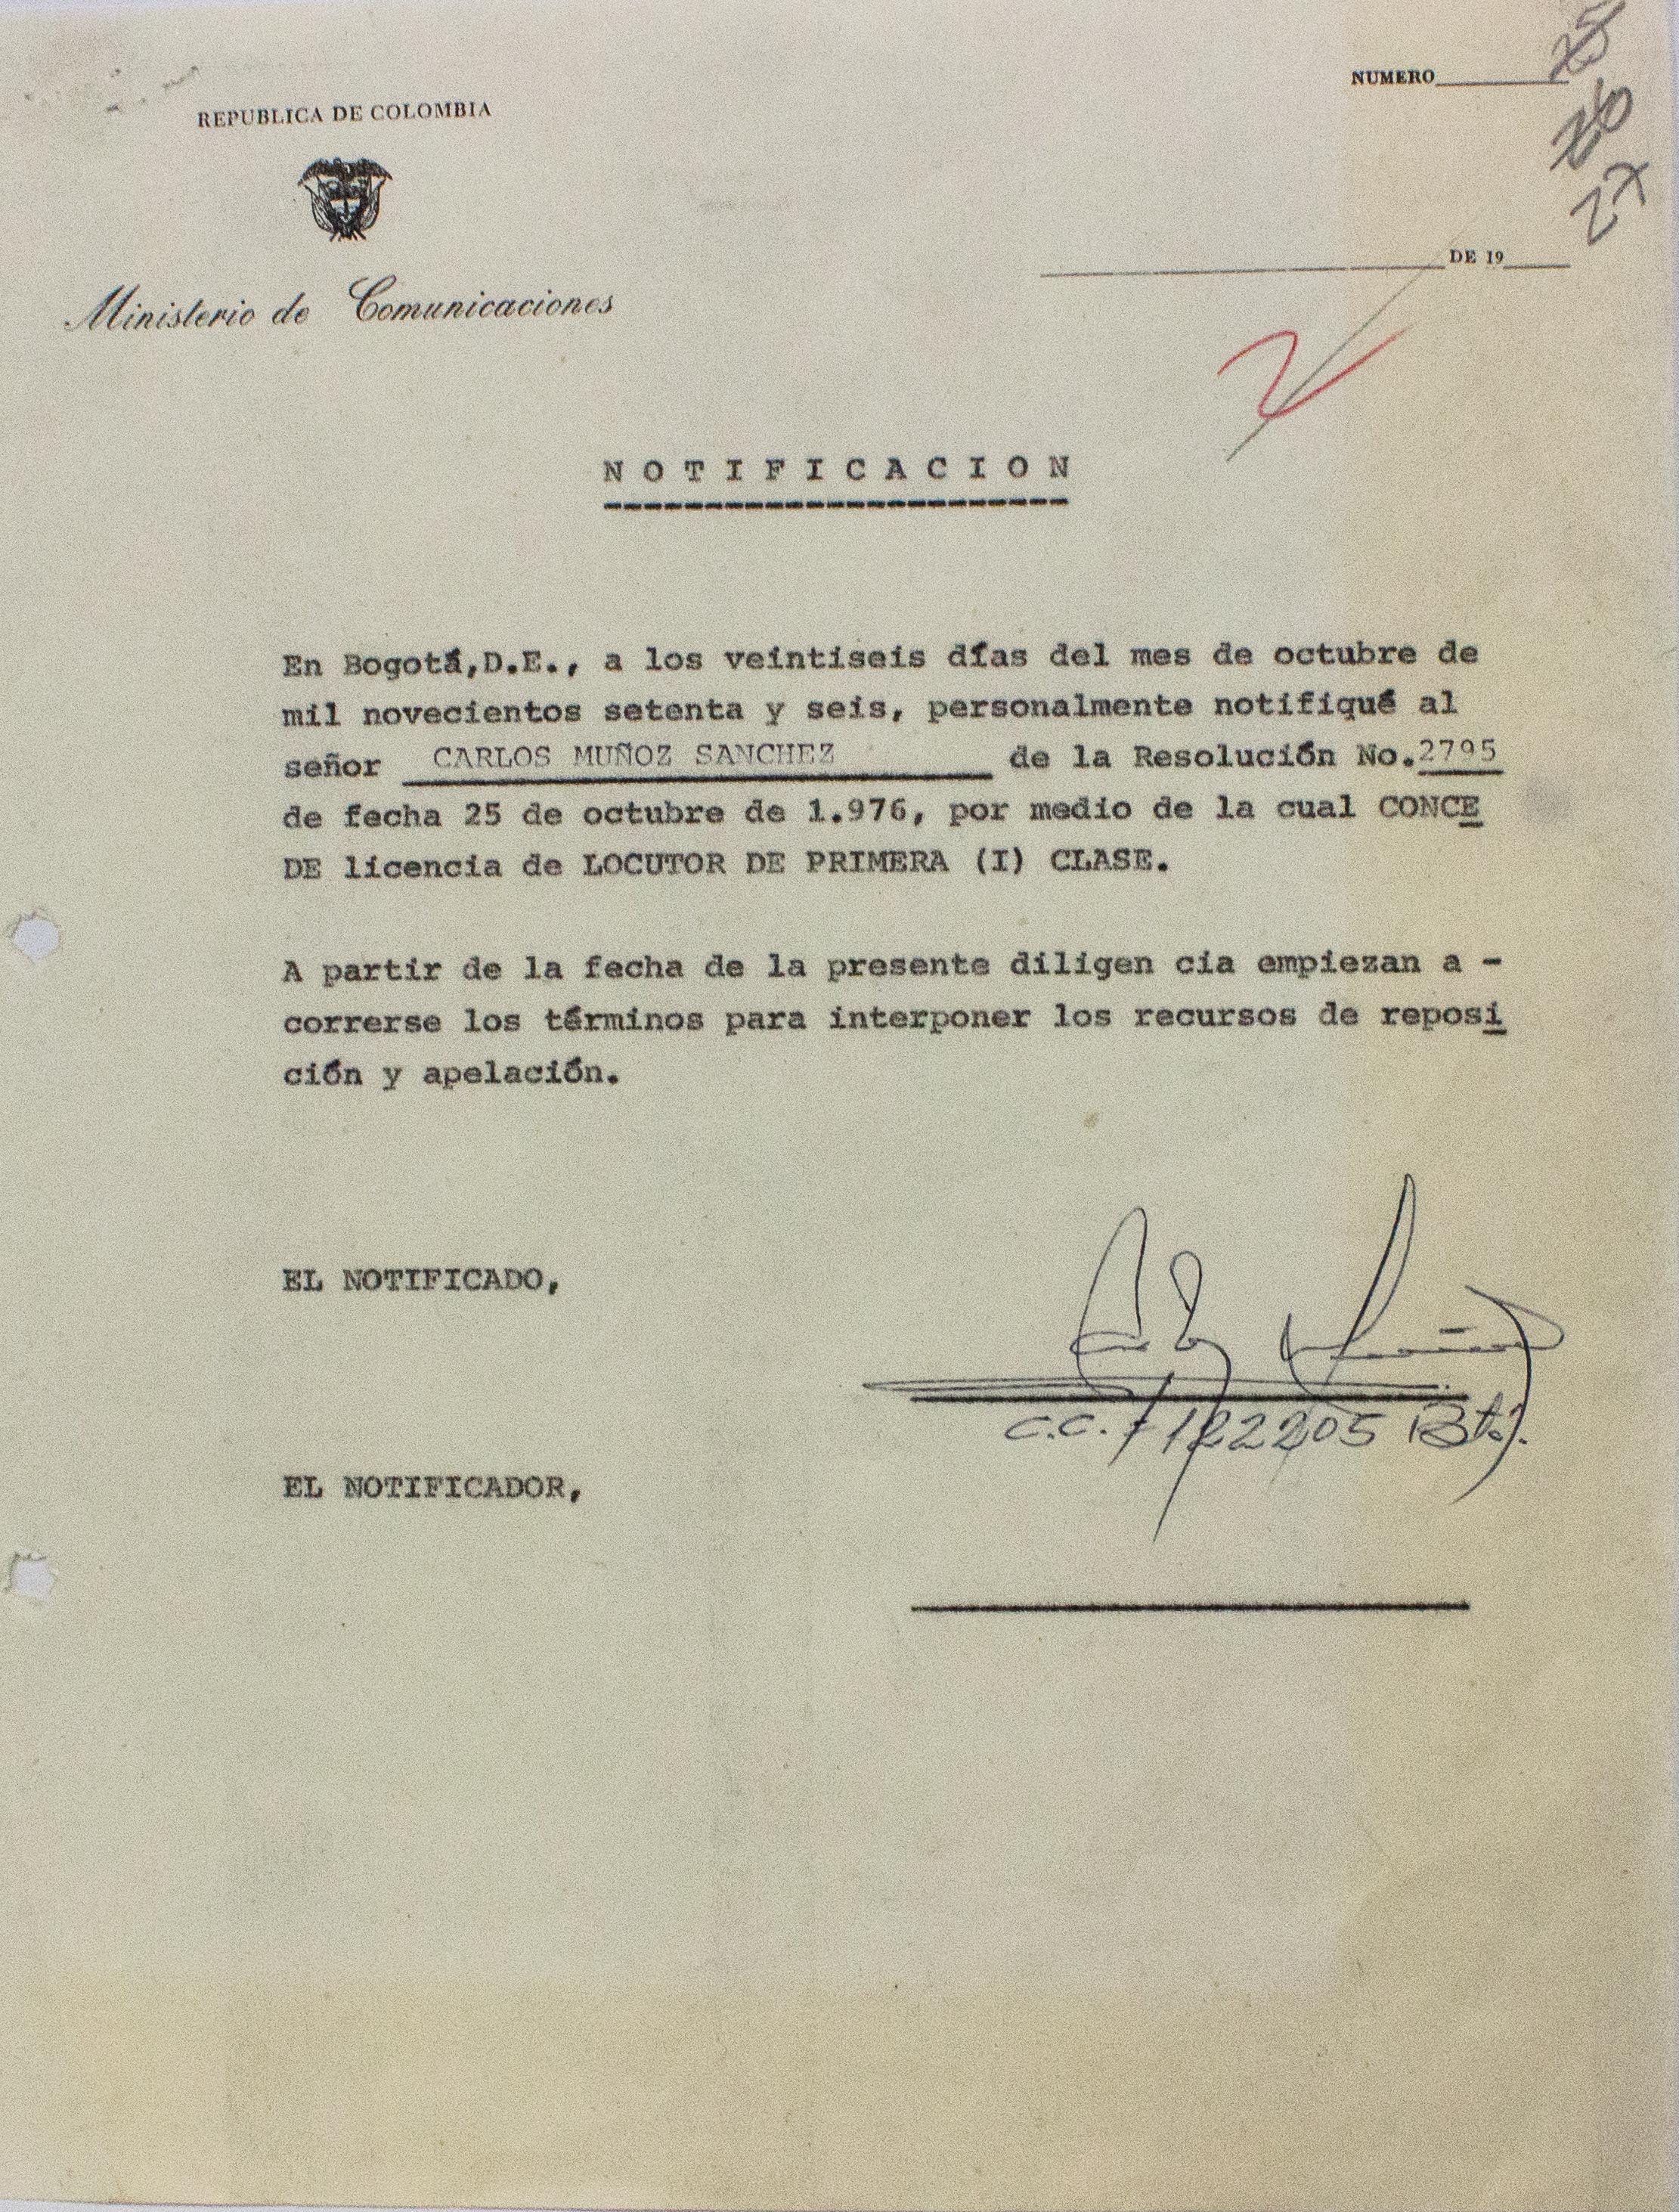 NUMERO
25
26
27
REPUBLICA DE COLOMBIA
DE 19
Ministerio de Comunicaciones
NOTIFICACION
En Bogotá,D.E., a los veintiseis días del mes de octubre de
mil novecientos setenta y seis, personalmente notifiqué al
señor CARLOS MUÑOZ SANCHEZ de la Resolución No.2795
de fecha 25 de octubre de 1.976, por medio de la cual CONCE
DE licencia de LOCUTOR DE PRIMERA (I) CLASE.
A partir de la fecha de la presente diligen cia empiezan a -
correrse los términos para interponer los recursos de reposi
ción y apelación.
EL NOTIFICADO,
EL NOTIFICADOR,